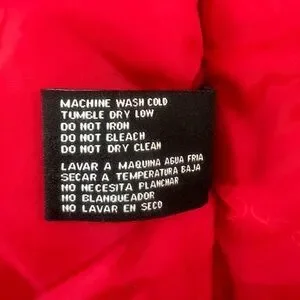 MACHINE WASH COLD
TUMBLE DRY LOW
DO NOT IRON
DO NOT BLEACH
DO NOT DRY CLEAN
LAVAR A MAQUINA AGUA FRIA
SECAR A TEMPERATURA BAJA
NO NECESITA PLANCHAR
NO BLANQUEADOR
NO LAVAR EN SECO